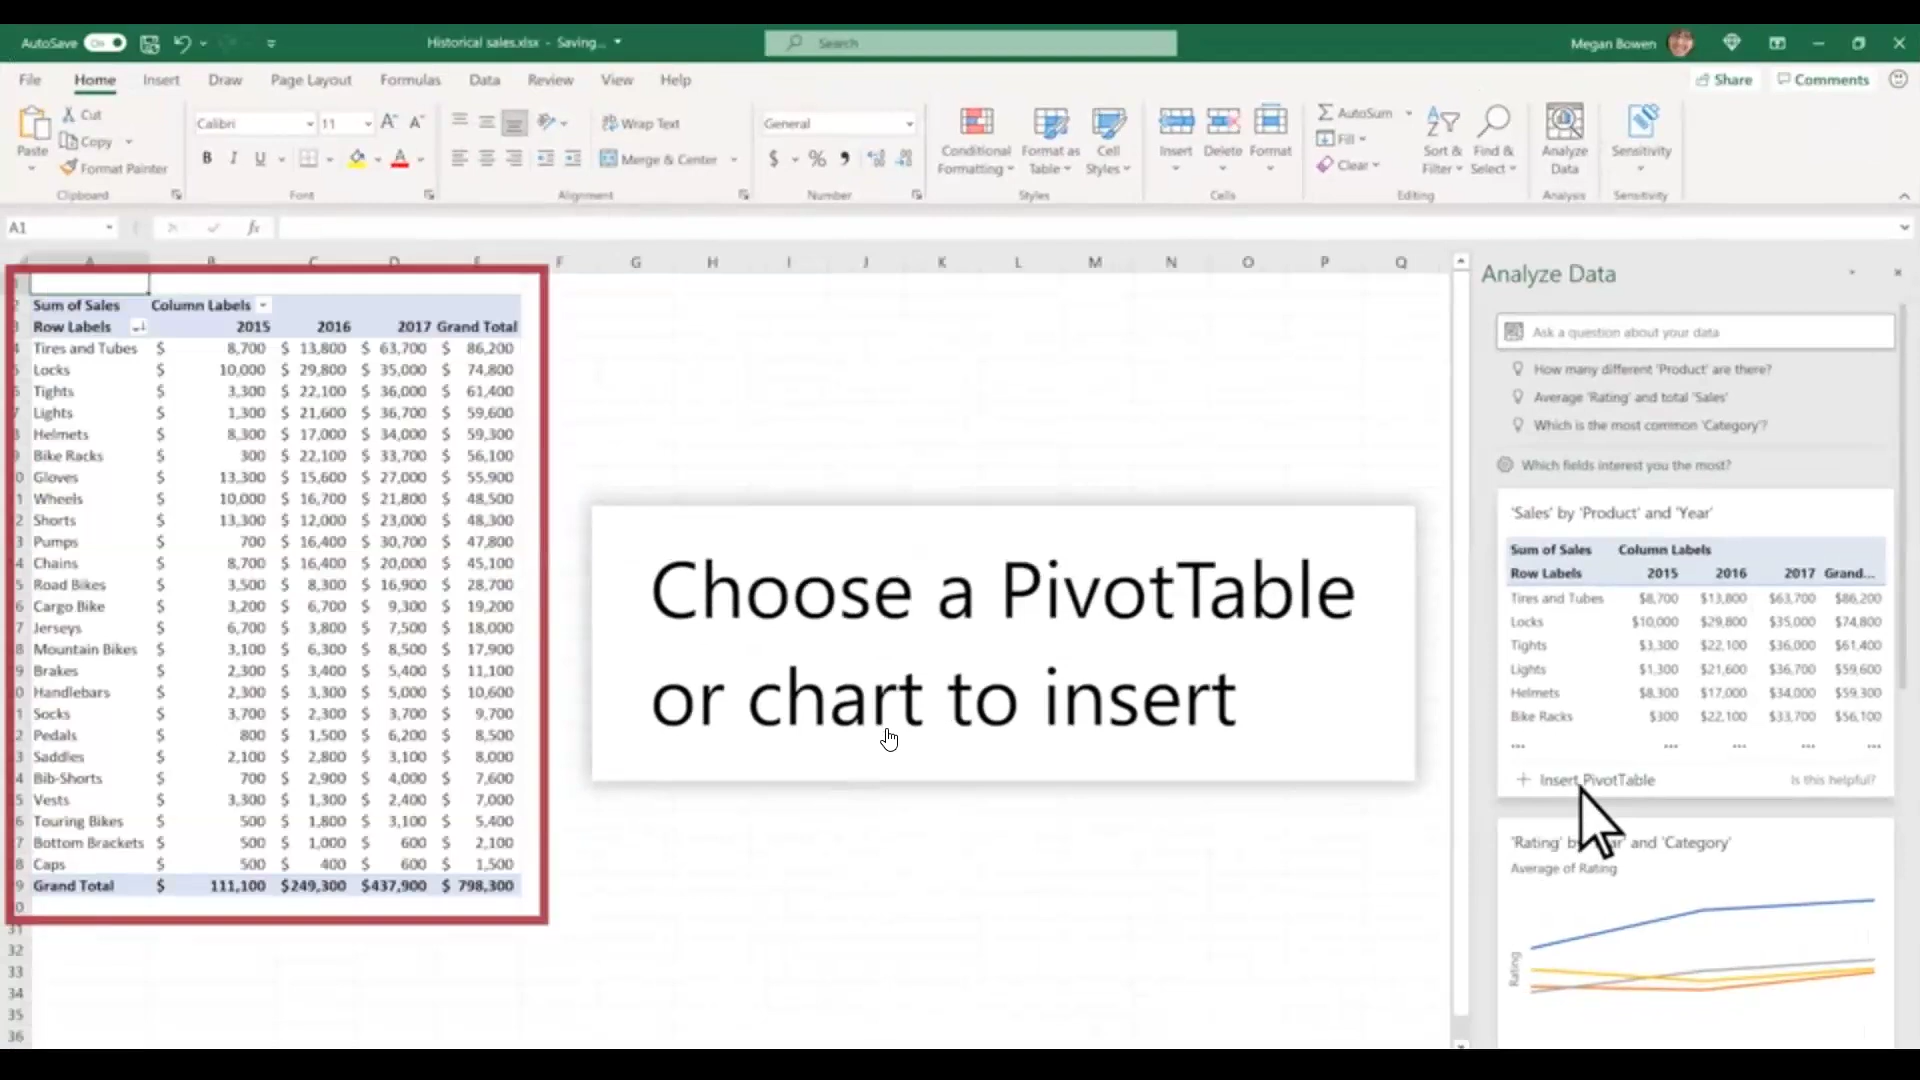 AutoSave On Historical sales.xlsx - Saving... Search Megan Bowen
File Home Insert Draw Page Layout Formulas Data Review View Help Share Comments
Paste Cut Copy Format Painter Clipboard
Calibri 11 A A B I U A Font
Wrap Text Merge & Center Alignment
General $ % , Number
Conditional Formatting Format as Table Cell Styles Styles
Insert Delete Format Cells
AutoSum Fill Clear Sort & Filter Find & Select Editing
Analyze Data Analysis
Sensitivity Sensitivity
A1 fx
A B C D E F G H I J K L M N O P Q
Sum of Sales Column Labels
Row Labels 2015 2016 2017 Grand Total
Tires and Tubes $ 8,700 $ 13,800 $ 63,700 $ 86,200
Locks $ 10,000 $ 29,800 $ 35,000 $ 74,800
Tights $ 3,300 $ 22,100 $ 36,000 $ 61,400
Lights $ 1,300 $ 21,600 $ 36,700 $ 59,600
Helmets $ 8,300 $ 17,000 $ 34,000 $ 59,300
Bike Racks $ 300 $ 22,100 $ 33,700 $ 56,100
Gloves $ 13,300 $ 15,600 $ 27,000 $ 55,900
Wheels $ 10,000 $ 16,700 $ 21,800 $ 48,500
Shorts $ 13,300 $ 12,000 $ 23,000 $ 48,300
Pumps $ 700 $ 16,400 $ 30,700 $ 47,800
Chains $ 8,700 $ 16,400 $ 20,000 $ 45,100
Road Bikes $ 3,500 $ 8,300 $ 16,900 $ 28,700
Cargo Bike $ 3,200 $ 6,700 $ 9,300 $ 19,200
Jerseys $ 6,700 $ 3,800 $ 7,500 $ 18,000
Mountain Bikes $ 3,100 $ 6,300 $ 8,500 $ 17,900
Brakes $ 2,300 $ 3,400 $ 5,400 $ 11,100
Handlebars $ 2,300 $ 3,300 $ 5,000 $ 10,600
Socks $ 3,700 $ 2,300 $ 3,700 $ 9,700
Pedals $ 800 $ 1,500 $ 6,200 $ 8,500
Saddles $ 2,100 $ 2,800 $ 3,100 $ 8,000
Bib-Shorts $ 700 $ 2,900 $ 4,000 $ 7,600
Vests $ 3,300 $ 1,300 $ 2,400 $ 7,000
Touring Bikes $ 500 $ 1,800 $ 3,100 $ 5,400
Bottom Brackets $ 500 $ 1,000 $ 600 $ 2,100
Caps $ 500 $ 400 $ 600 $ 1,500
Grand Total $ 111,100 $249,300 $437,900 $ 798,300
31
32
33
34
35
36
Choose a PivotTable
or chart to insert
Analyze Data
Ask a question about your data
How many different 'Product' are there?
Average 'Rating' and total 'Sales'
Which is the most common 'Category'?
Which fields interest you the most?
'Sales' by 'Product' and 'Year'
Sum of Sales Column Labels
Row Labels 2015 2016 2017 Grand...
Tires and Tubes $8,700 $13,800 $63,700 $86,200
Locks $10,000 $29,800 $35,000 $74,800
Tights $3,300 $22,100 $36,000 $61,400
Lights $1,300 $21,600 $36,700 $59,600
Helmets $8,300 $17,000 $34,000 $59,300
Bike Racks $300 $22,100 $33,700 $56,100
... ... ... ... ...
+ Insert PivotTable Is this helpful?
'Rating' and 'Category'
Average of Rating
Rating